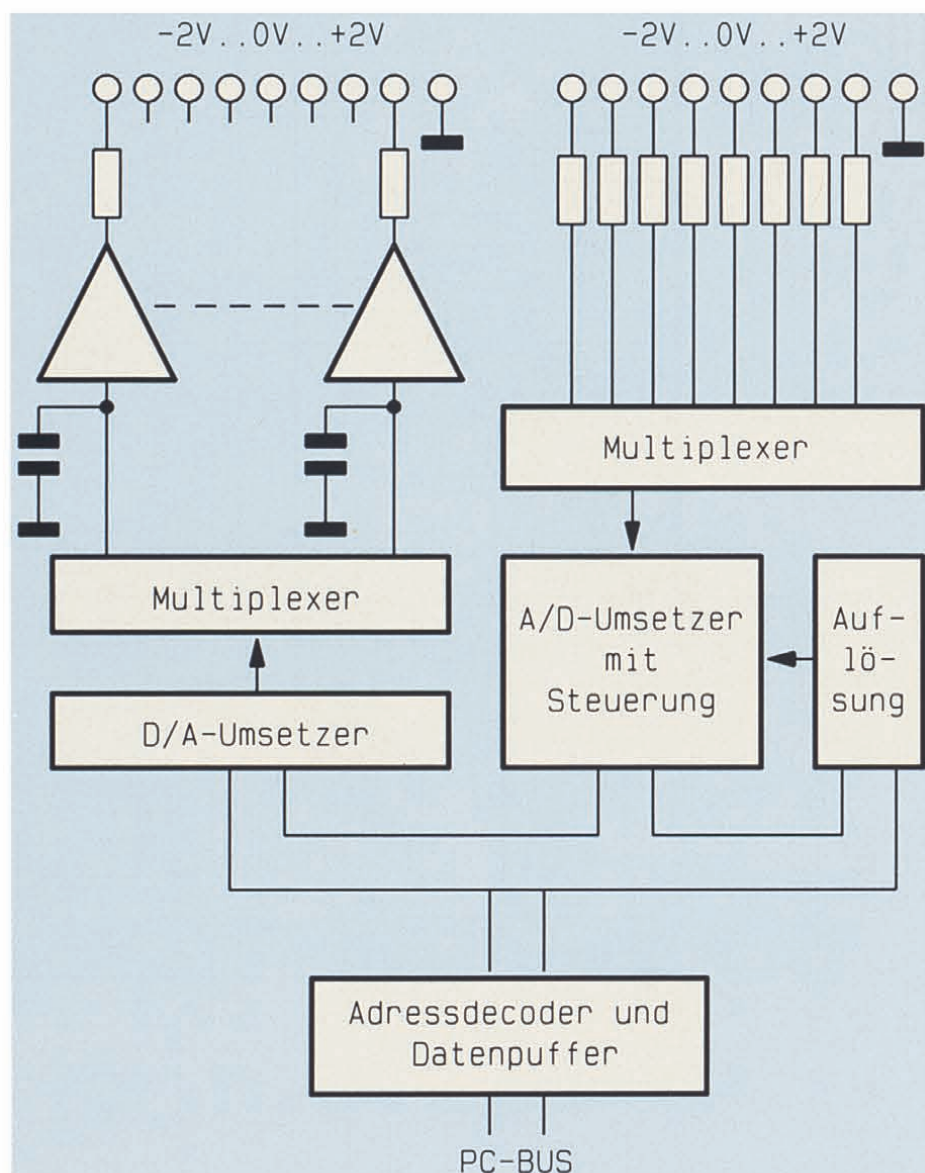 -2V..0V..+2V
-2V..0V..+2V
Multiplexer
Multiplexer
A/D-Umsetzer
mit
Steuerung
Auf-
lö-
sung
D/A-Umsetzer
Adressdecoder und
Datenpuffer
PC-BUS